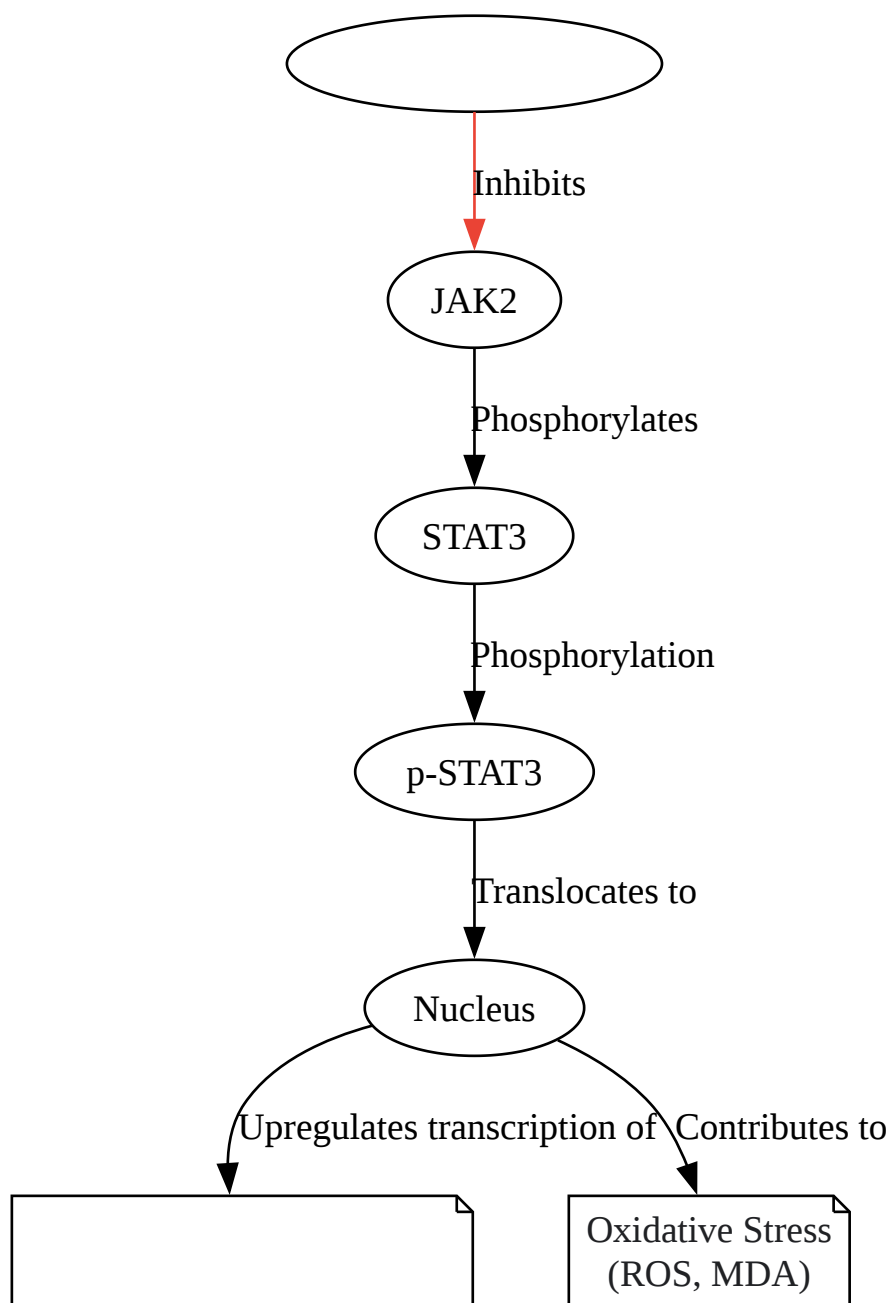 Inhibits
JAK2
Phosphorylates
STAT3
Phosphorylation
p-STAT3
Translocates to
Nucleus
Upregulates transcription of
Contributes to
Oxidative Stress
(ROS, MDA)